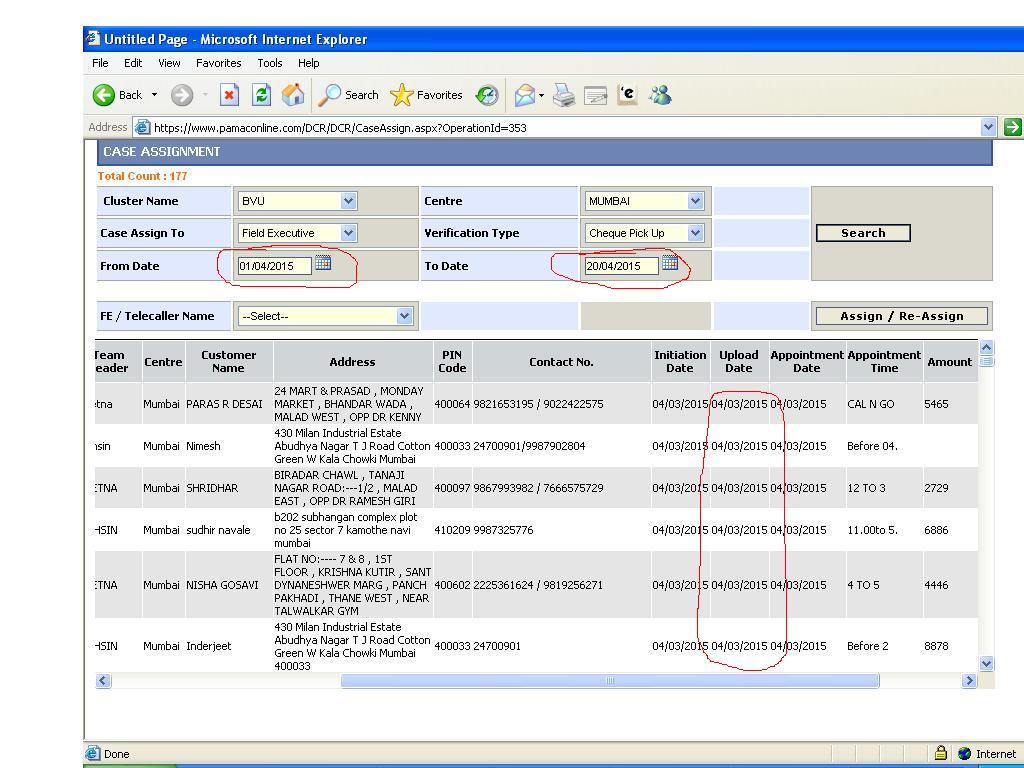 Untitled Page - Microsoft Internet Explorer
File Edit View Favorites Tools Help
Back Search Favorites
Address https://www.pamaconline.com/DCR/DCR/CaseAssign.aspx?OperationId=353
CASE ASSIGNMENT
Total Count : 177
Cluster Name BVU Centre MUMBAI
Case Assign To Field Executive Verification Type Cheque Pick Up Search
From Date 01/04/2015 To Date 20/04/2015
FE / Telecaller Name --Select-- Assign / Re-Assign
Team Customer PIN Initiation Upload Appointment Appointment
eader Centre Name Address Code Contact No. Date Date Date Time Amount
24 MART & PRASAD , MONDAY
etna Mumbai PARAS R DESAI MARKET , BHANDAR WADA , 400064 9821653195 / 9022422575 04/03/2015 04/03/2015 04/03/2015 CAL N GO 5465
MALAD WEST , OPP DR KENNY
430 Milan Industrial Estate
hsin Mumbai Nimesh Abudhya Nagar T J Road Cotton 400033 24700901/9987902804 04/03/2015 04/03/2015 04/03/2015 Before 04.
Green W Kala Chowki Mumbai
BIRADAR CHAWL , TANAJI
ETNA Mumbai SHRIDHAR NAGAR ROAD:---1/2 , MALAD 400097 9867993982 / 7666575729 04/03/2015 04/03/2015 04/03/2015 12 TO 3 2729
EAST , OPP DR RAMESH GIRI
b202 subhangan complex plot
HSIN Mumbai sudhir navale no 25 sector 7 kamothe navi 410209 9987325776 04/03/2015 04/03/2015 04/03/2015 11.00to 5. 6886
mumbai
FLAT NO:---- 7 & 8 , 1ST
FLOOR , KRISHNA KUTIR , SANT
ETNA Mumbai NISHA GOSAVI DYNANESHWER MARG , PANCH 400602 2225361624 / 9819256271 04/03/2015 04/03/2015 04/03/2015 4 TO 5 4446
PAKHADI , THANE WEST , NEAR
TALWALKAR GYM
430 Milan Industrial Estate
HSIN Mumbai Inderjeet Abudhya Nagar T J Road Cotton 400033 24700901 04/03/2015 04/03/2015 04/03/2015 Before 2 8878
Green W Kala Chowki Mumbai
400033
Done Internet